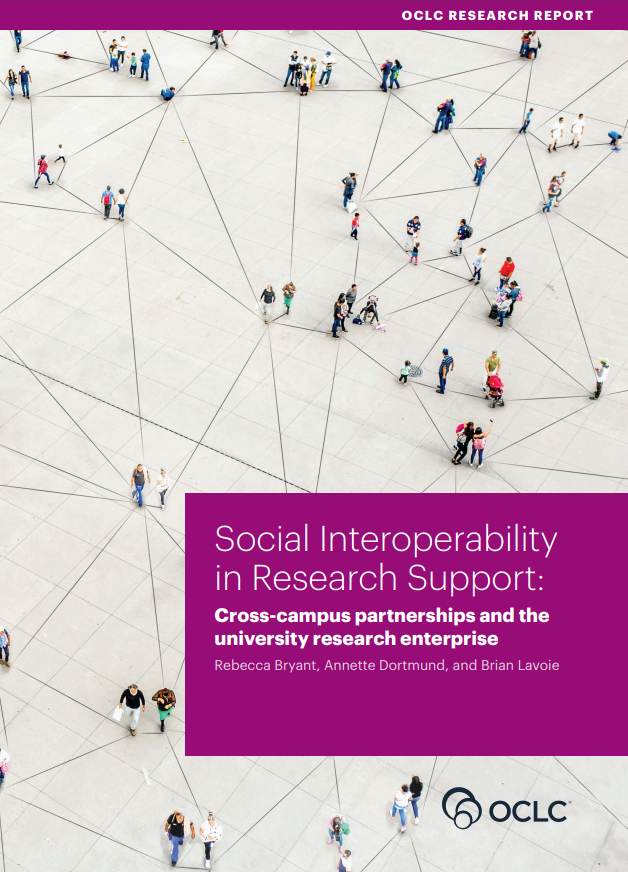 OCLC RESEARCH REPORT
Social Interoperability
in Research Support:
Cross-campus partnerships and the
university research enterprise
Rebecca Bryant, Annette Dortmund, and Brian Lavoie
OCLC